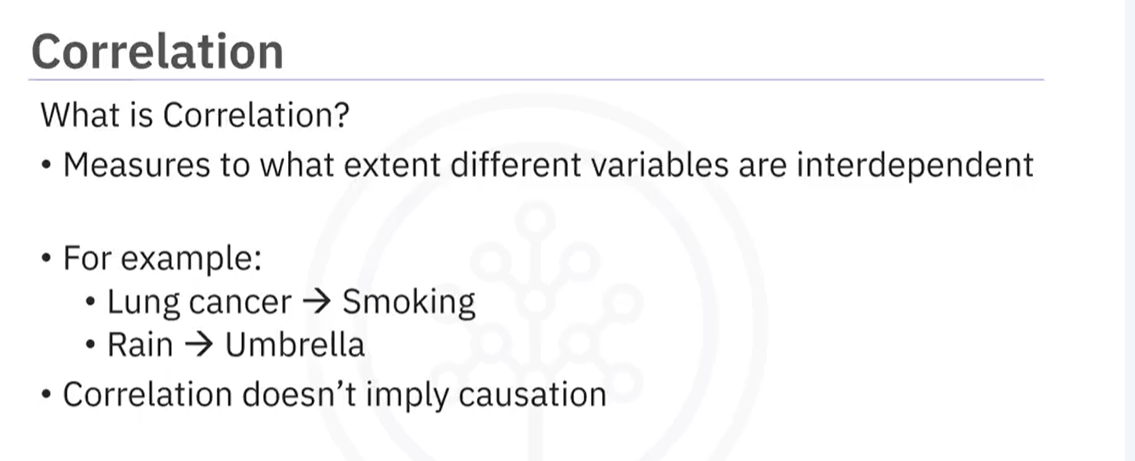 Correlation
What is Correlation?
• Measures to what extent different variables are interdependent
• For example:
• Lung cancer → Smoking
• Rain → Umbrella
• Correlation doesn’t imply causation